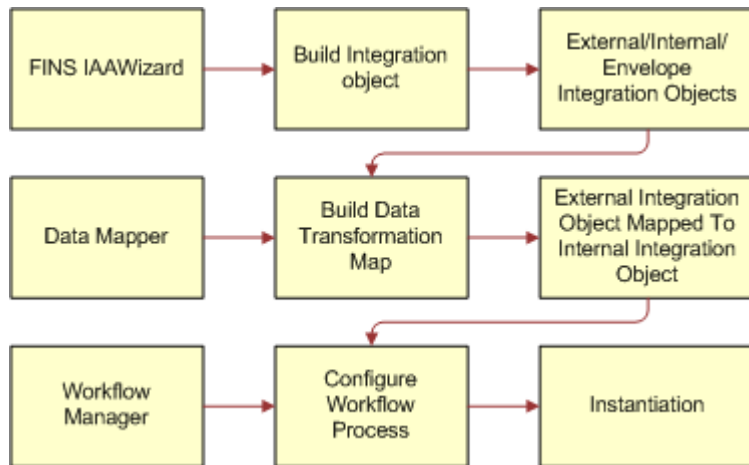 FINS IAAWizard
Build Integration
object
External/Internal/
Envelope
Integration Objects
Data Mapper
Build Data
Transformation
Map
External Integration
Object Mapped To
Internal Integration
Object
Workflow
Manager
Configure
Workflow
Process
Instantiation